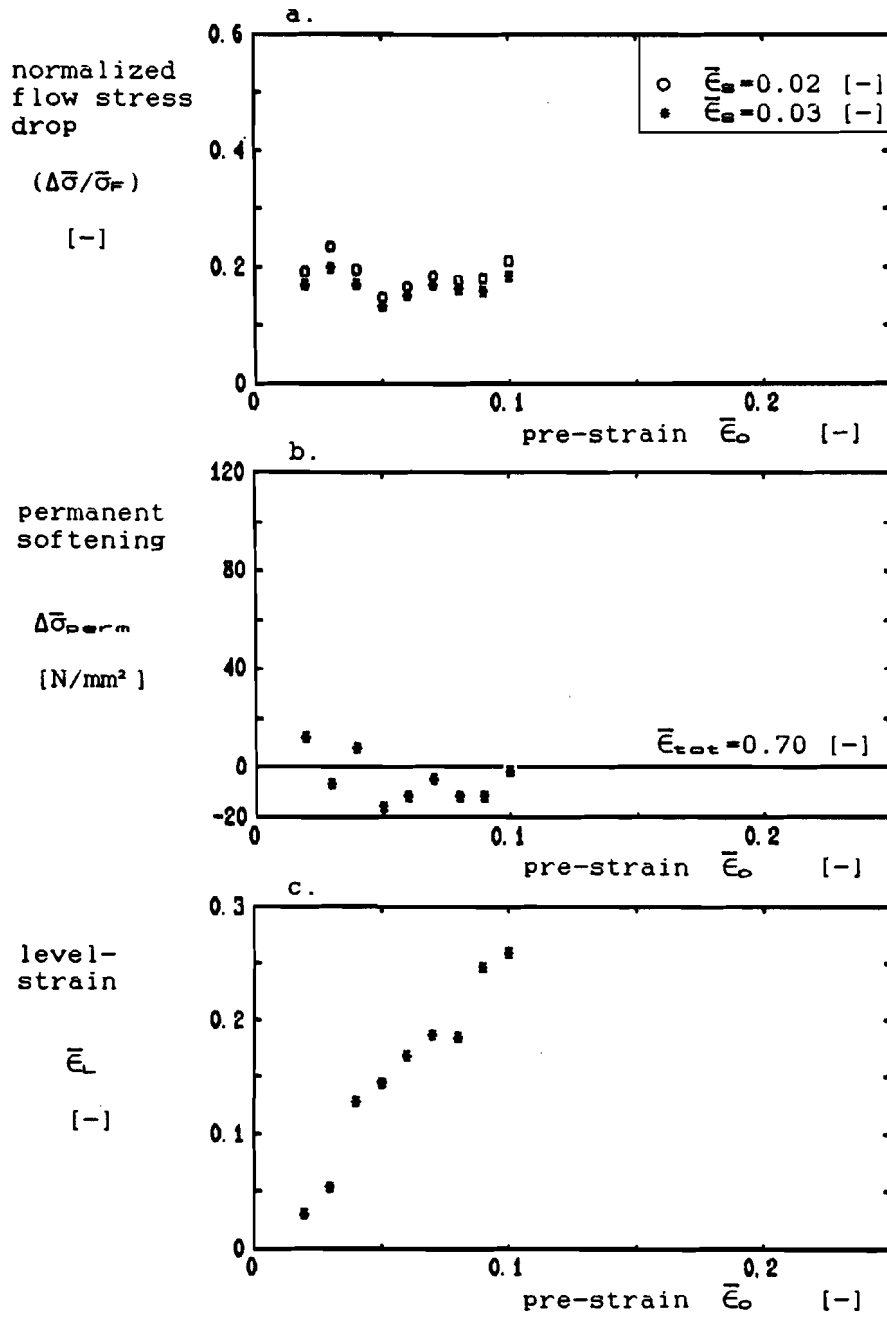 a.
normalized
flow stress
drop
(Δσ̄/σ̄F)
[-]
0.6
0.4
0.2
0
o ε̄s=0.02 [-]
* ε̄s=0.03 [-]
0 0.1 0.2
pre-strain ε̄o [-]
b.
permanent
softening
Δσ̄perm
[N/mm²]
120
80
40
0
-20
ε̄tot=0.70 [-]
0 0.1 0.2
pre-strain ε̄o [-]
c.
level-
strain
ε̄L
[-]
0.3
0.2
0.1
0
0 0.1 0.2
pre-strain ε̄o [-]